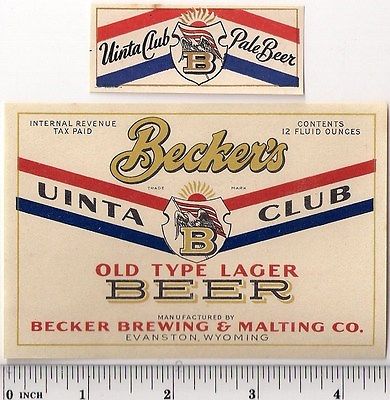 Uinta Club Pale Beer
B
INTERNAL REVENUE
TAX PAID
CONTENTS
12 FLUID OUNCES
Becker's
TRADE MARK
UINTA CLUB
B
OLD TYPE LAGER
BEER
MANUFACTURED BY
BECKER BREWING & MALTING CO.
EVANSTON, WYOMING
0 INCH 1 2 3 4